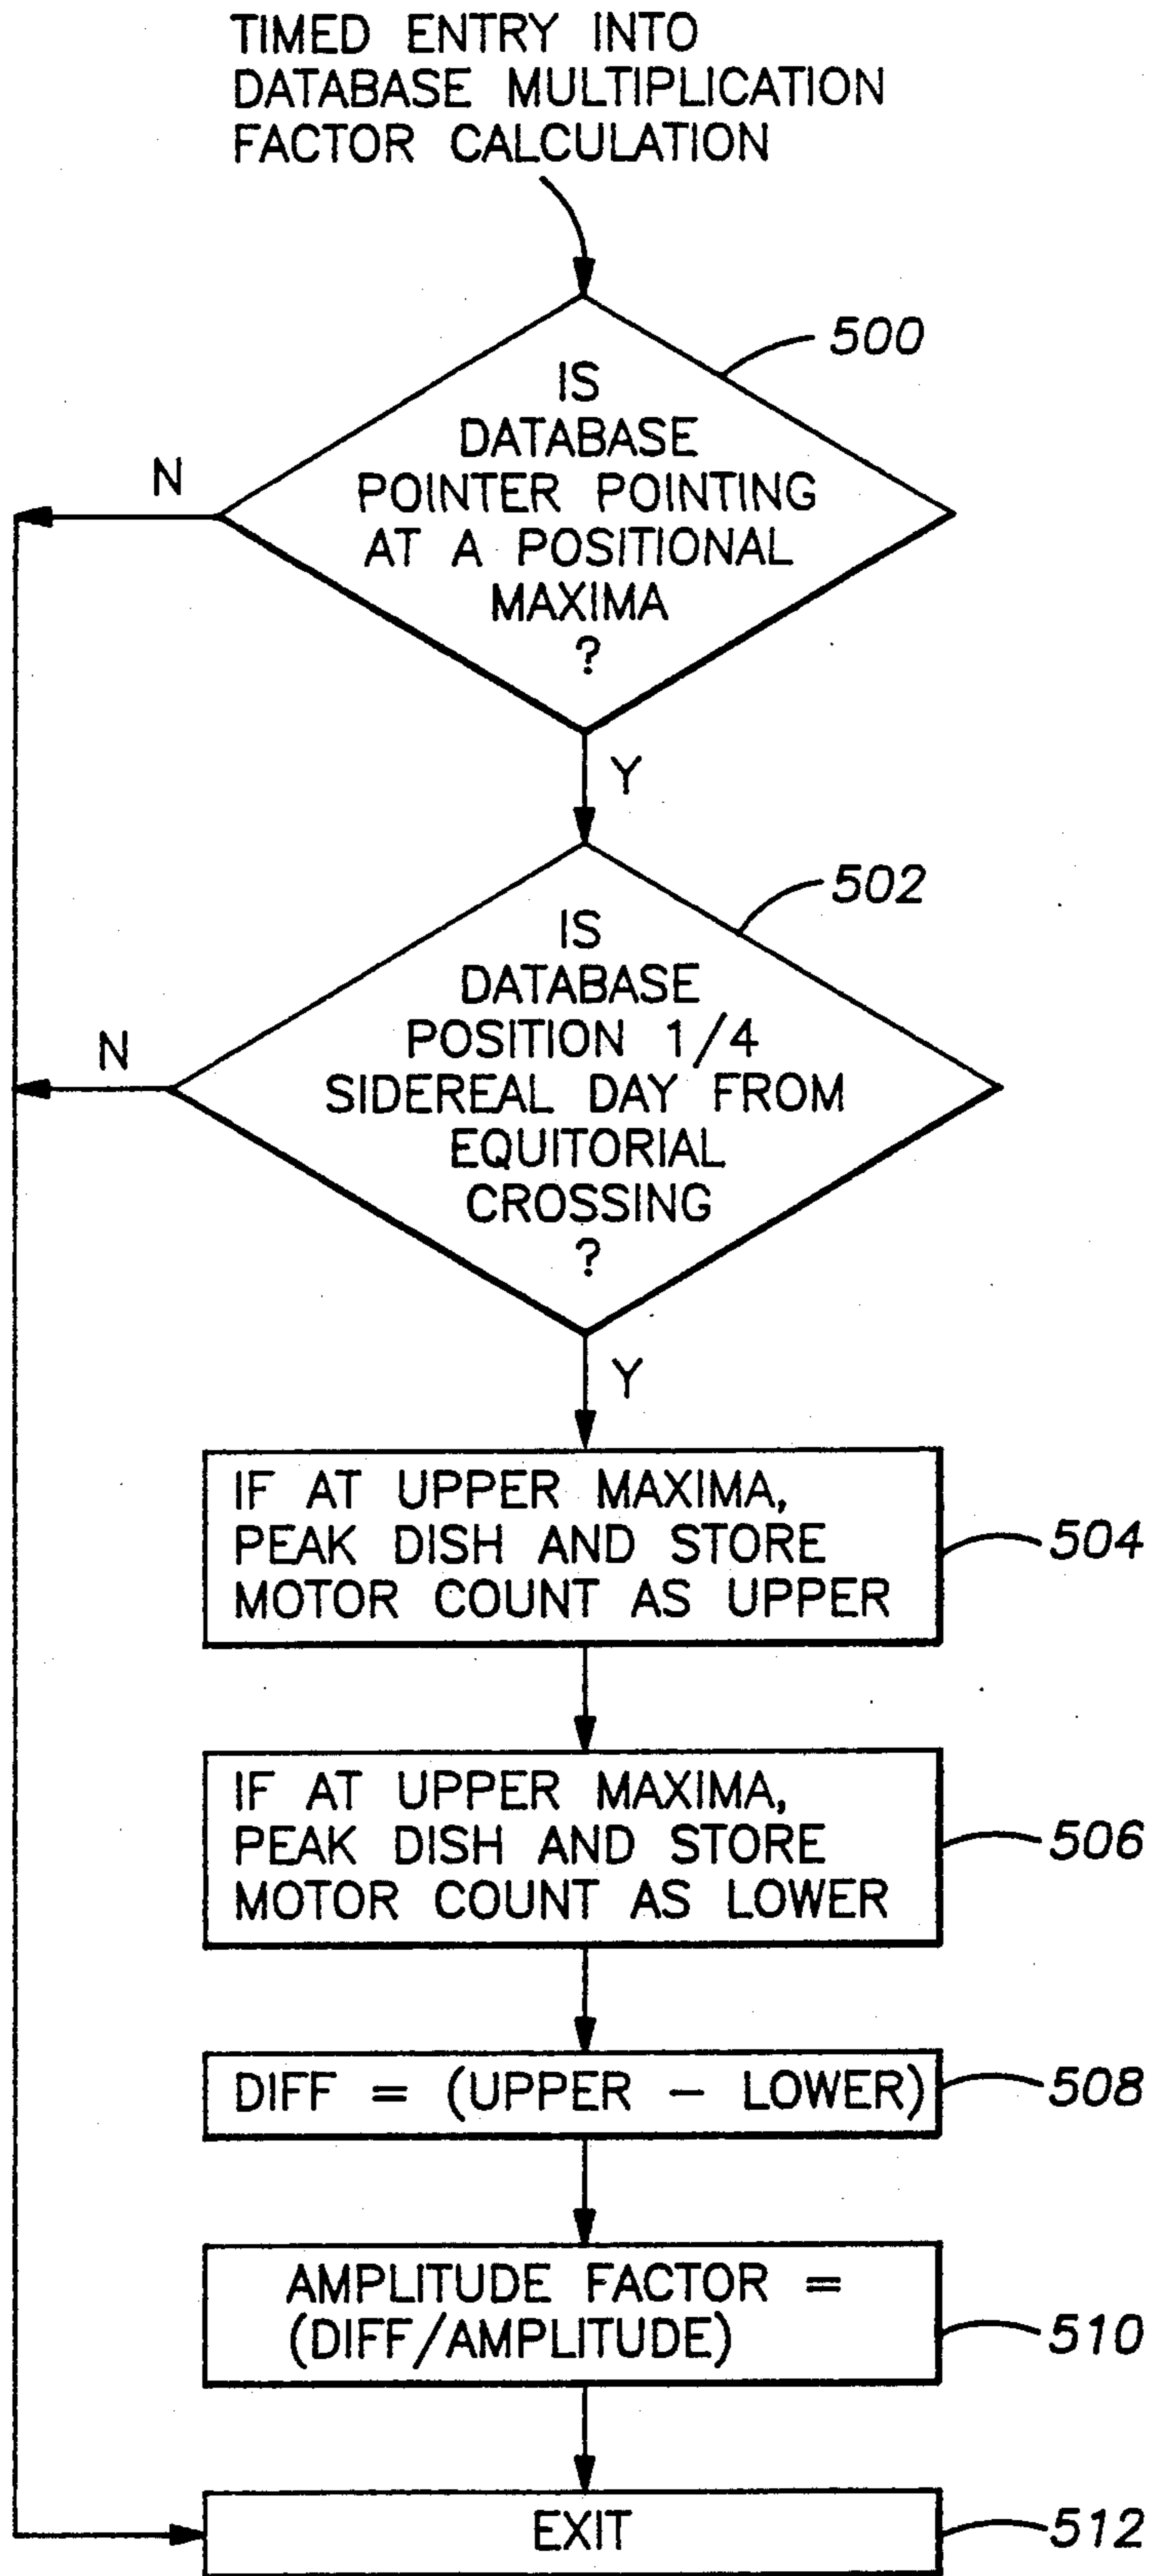 TIMED ENTRY INTO
DATABASE MULTIPLICATION
FACTOR CALCULATION
500
IS
DATABASE
POINTER POINTING
AT A POSITIONAL
MAXIMA
?
N
Y
502
IS
DATABASE
POSITION 1/4
SIDEREAL DAY FROM
EQUITORIAL
CROSSING
?
N
Y
IF AT UPPER MAXIMA,
PEAK DISH AND STORE
MOTOR COUNT AS UPPER
504
IF AT UPPER MAXIMA,
PEAK DISH AND STORE
MOTOR COUNT AS LOWER
506
DIFF = (UPPER - LOWER)
508
AMPLITUDE FACTOR =
(DIFF/AMPLITUDE)
510
EXIT
512